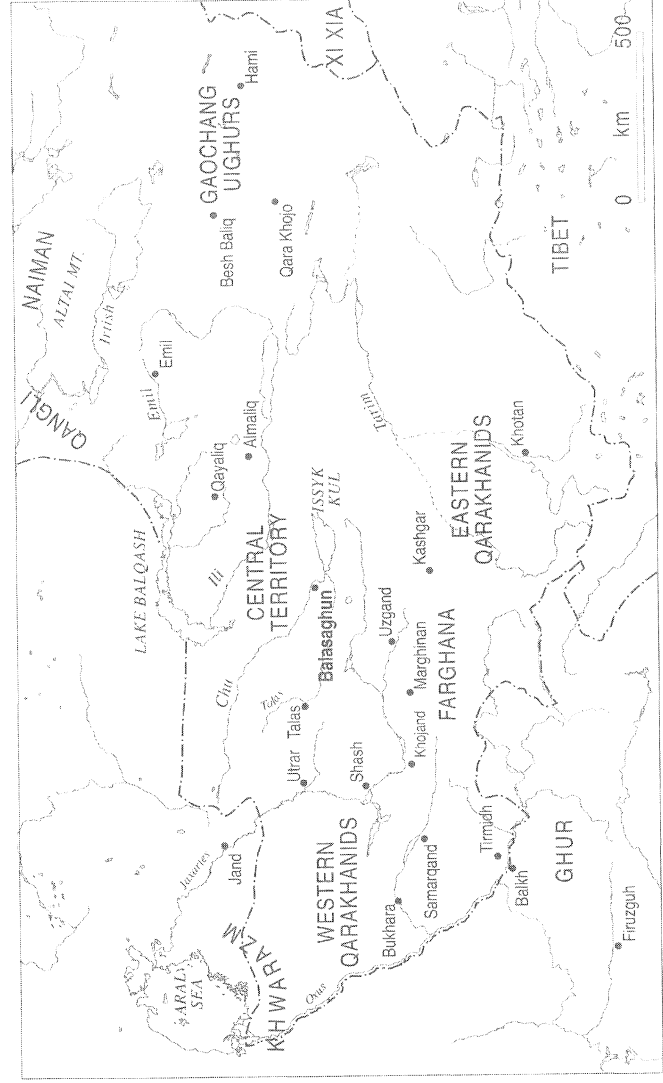 NAIMAN
ALTAI MT.
Irtish
QANGLI
GAOCHANG
UIGHURS
Hami
Besh Baliq
Qara Khojo
XI XIA
Emil
Emil
LAKE BALQASH
Qayaliq
Almaliq
Ili
CENTRAL
TERRITORY
ISSYK
KUL
Balasaghun
Chu
Talas
Talas
Utrar
Shash
ARAL
SEA
Jaxartes
Jand
KHWARAZM
WESTERN
QARAKHANIDS
Oxus
Bukhara
Samarqand
Khojand
Marghinan
Uzgand
FARGHANA
Kashgar
EASTERN
QARAKHANIDS
Khotan
Tarim
Tirmidh
Balkh
GHUR
Firuzguh
TIBET
0 km 500